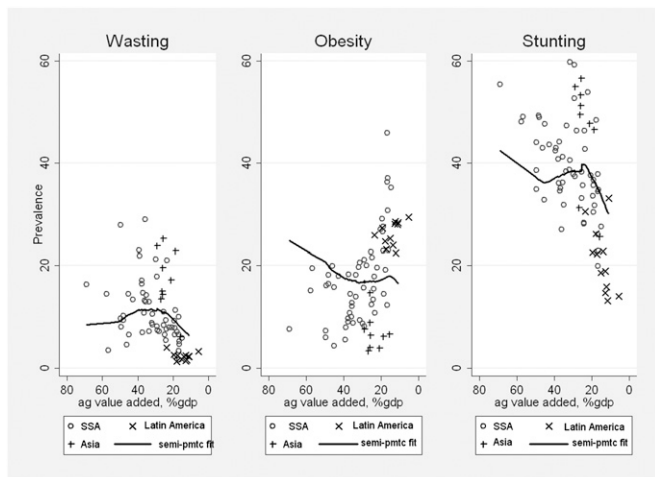 Wasting Obesity Stunting
Prevalence
60 60 60
40 40 40
20 20 20
0 0 0
80 60 40 20 0 80 60 40 20 0 80 60 40 20 0
ag value added, %gdp ag value added, %gdp ag value added, %gdp
SSA Latin America SSA Latin America SSA Latin America
Asia semi-pmtc fit Asia semi-pmtc fit Asia semi-pmtc fit